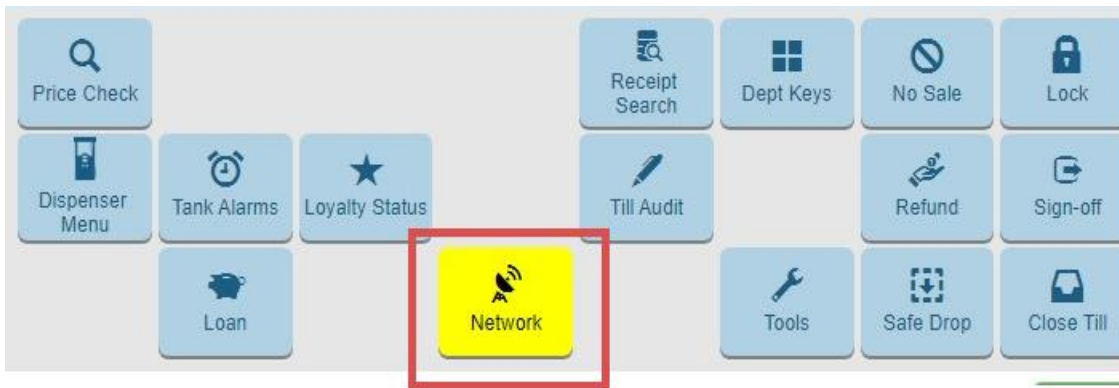 Price Check
Receipt
Search
Dept Keys
No Sale
Lock
Dispenser
Menu
Tank Alarms
Loyalty Status
Till Audit
Refund
Sign-off
Loan
Network
Tools
Safe Drop
Close Till